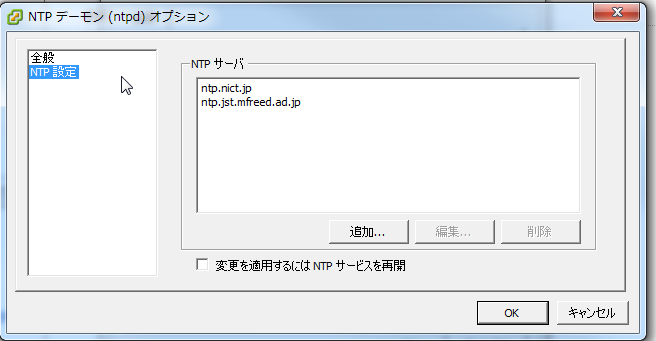 NTP デーモン (ntpd) オプション
全般
NTP 設定
NTP サーバ
ntp.nict.jp
ntp.jst.mfreed.ad.jp
追加...
編集...
削除
変更を適用するには NTP サービスを再開
OK
キャンセル